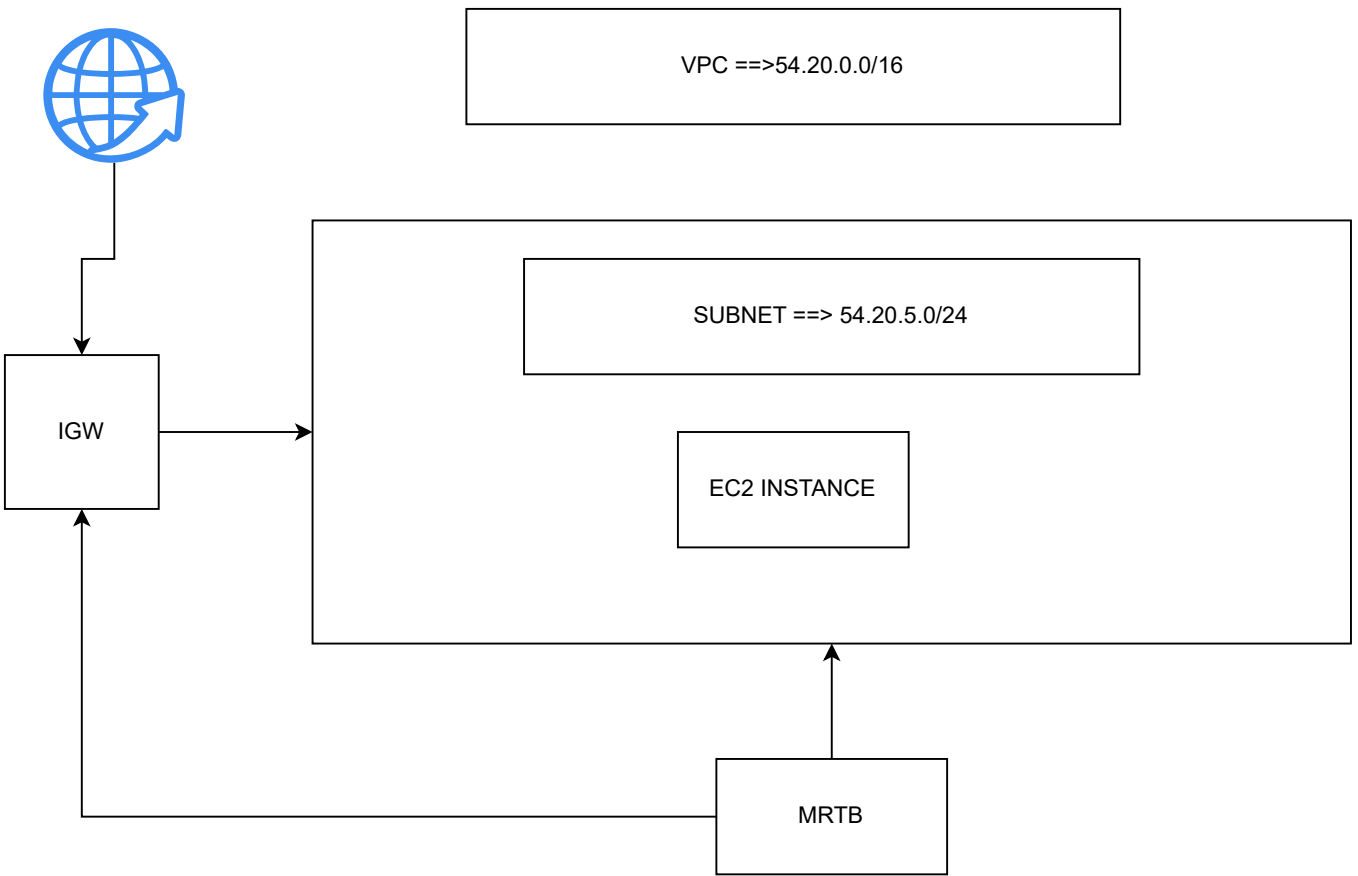 VPC ==>54.20.0.0/16
SUBNET ==> 54.20.5.0/24
IGW
EC2 INSTANCE
MRTB